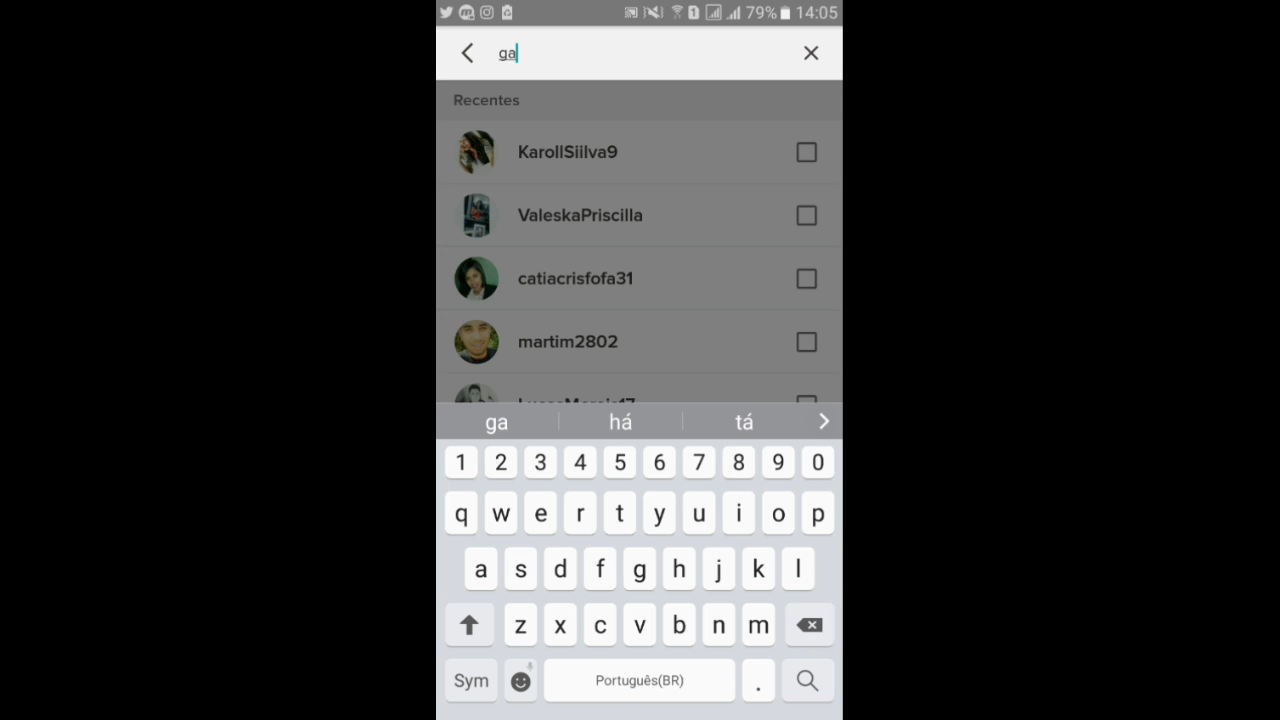 79% 14:05
ga
Recentes
KarollSiilva9
ValeskaPriscilla
catiacrisfofa31
martim2802
ga há tá
1 2 3 4 5 6 7 8 9 0
q w e r t y u i o p
a s d f g h j k l
z x c v b n m
Sym Português(BR) .